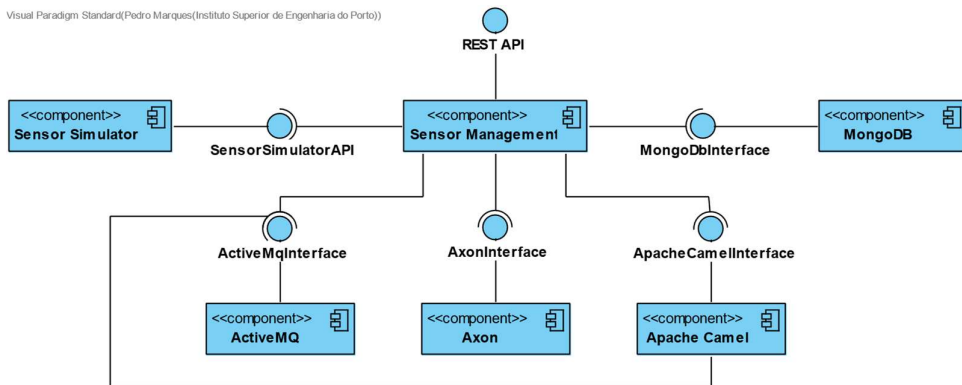 Visual Paradigm Standard(Pedro Marques(Instituto Superior de Engenharia do Porto))
REST API
<<component>>
Sensor Simulator
SensorSimulatorAPI
<<component>>
Sensor Management
MongoDbInterface
<<component>>
MongoDB
ActiveMqInterface
AxonInterface
ApacheCamelInterface
<<component>>
ActiveMQ
<<component>>
Axon
<<component>>
Apache Camel